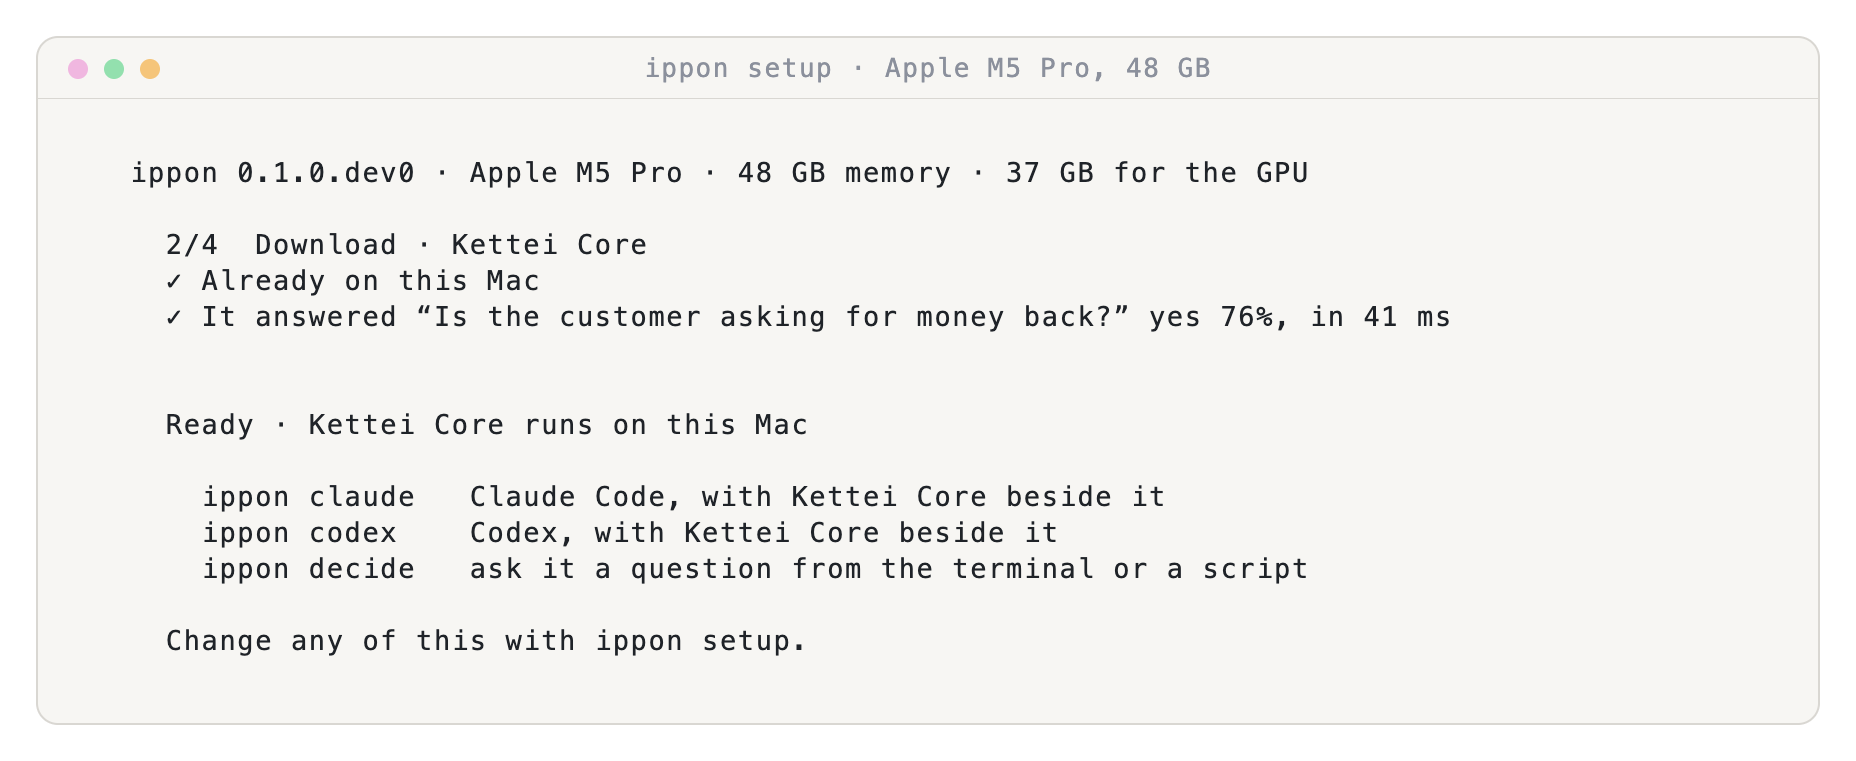 ippon setup · Apple M5 Pro, 48 GB
ippon 0.1.0.dev0 · Apple M5 Pro · 48 GB memory · 37 GB for the GPU
2/4  Download · Kettei Core
✓ Already on this Mac
✓ It answered “Is the customer asking for money back?” yes 76%, in 41 ms
Ready · Kettei Core runs on this Mac
ippon claude   Claude Code, with Kettei Core beside it
ippon codex    Codex, with Kettei Core beside it
ippon decide   ask it a question from the terminal or a script
Change any of this with ippon setup.